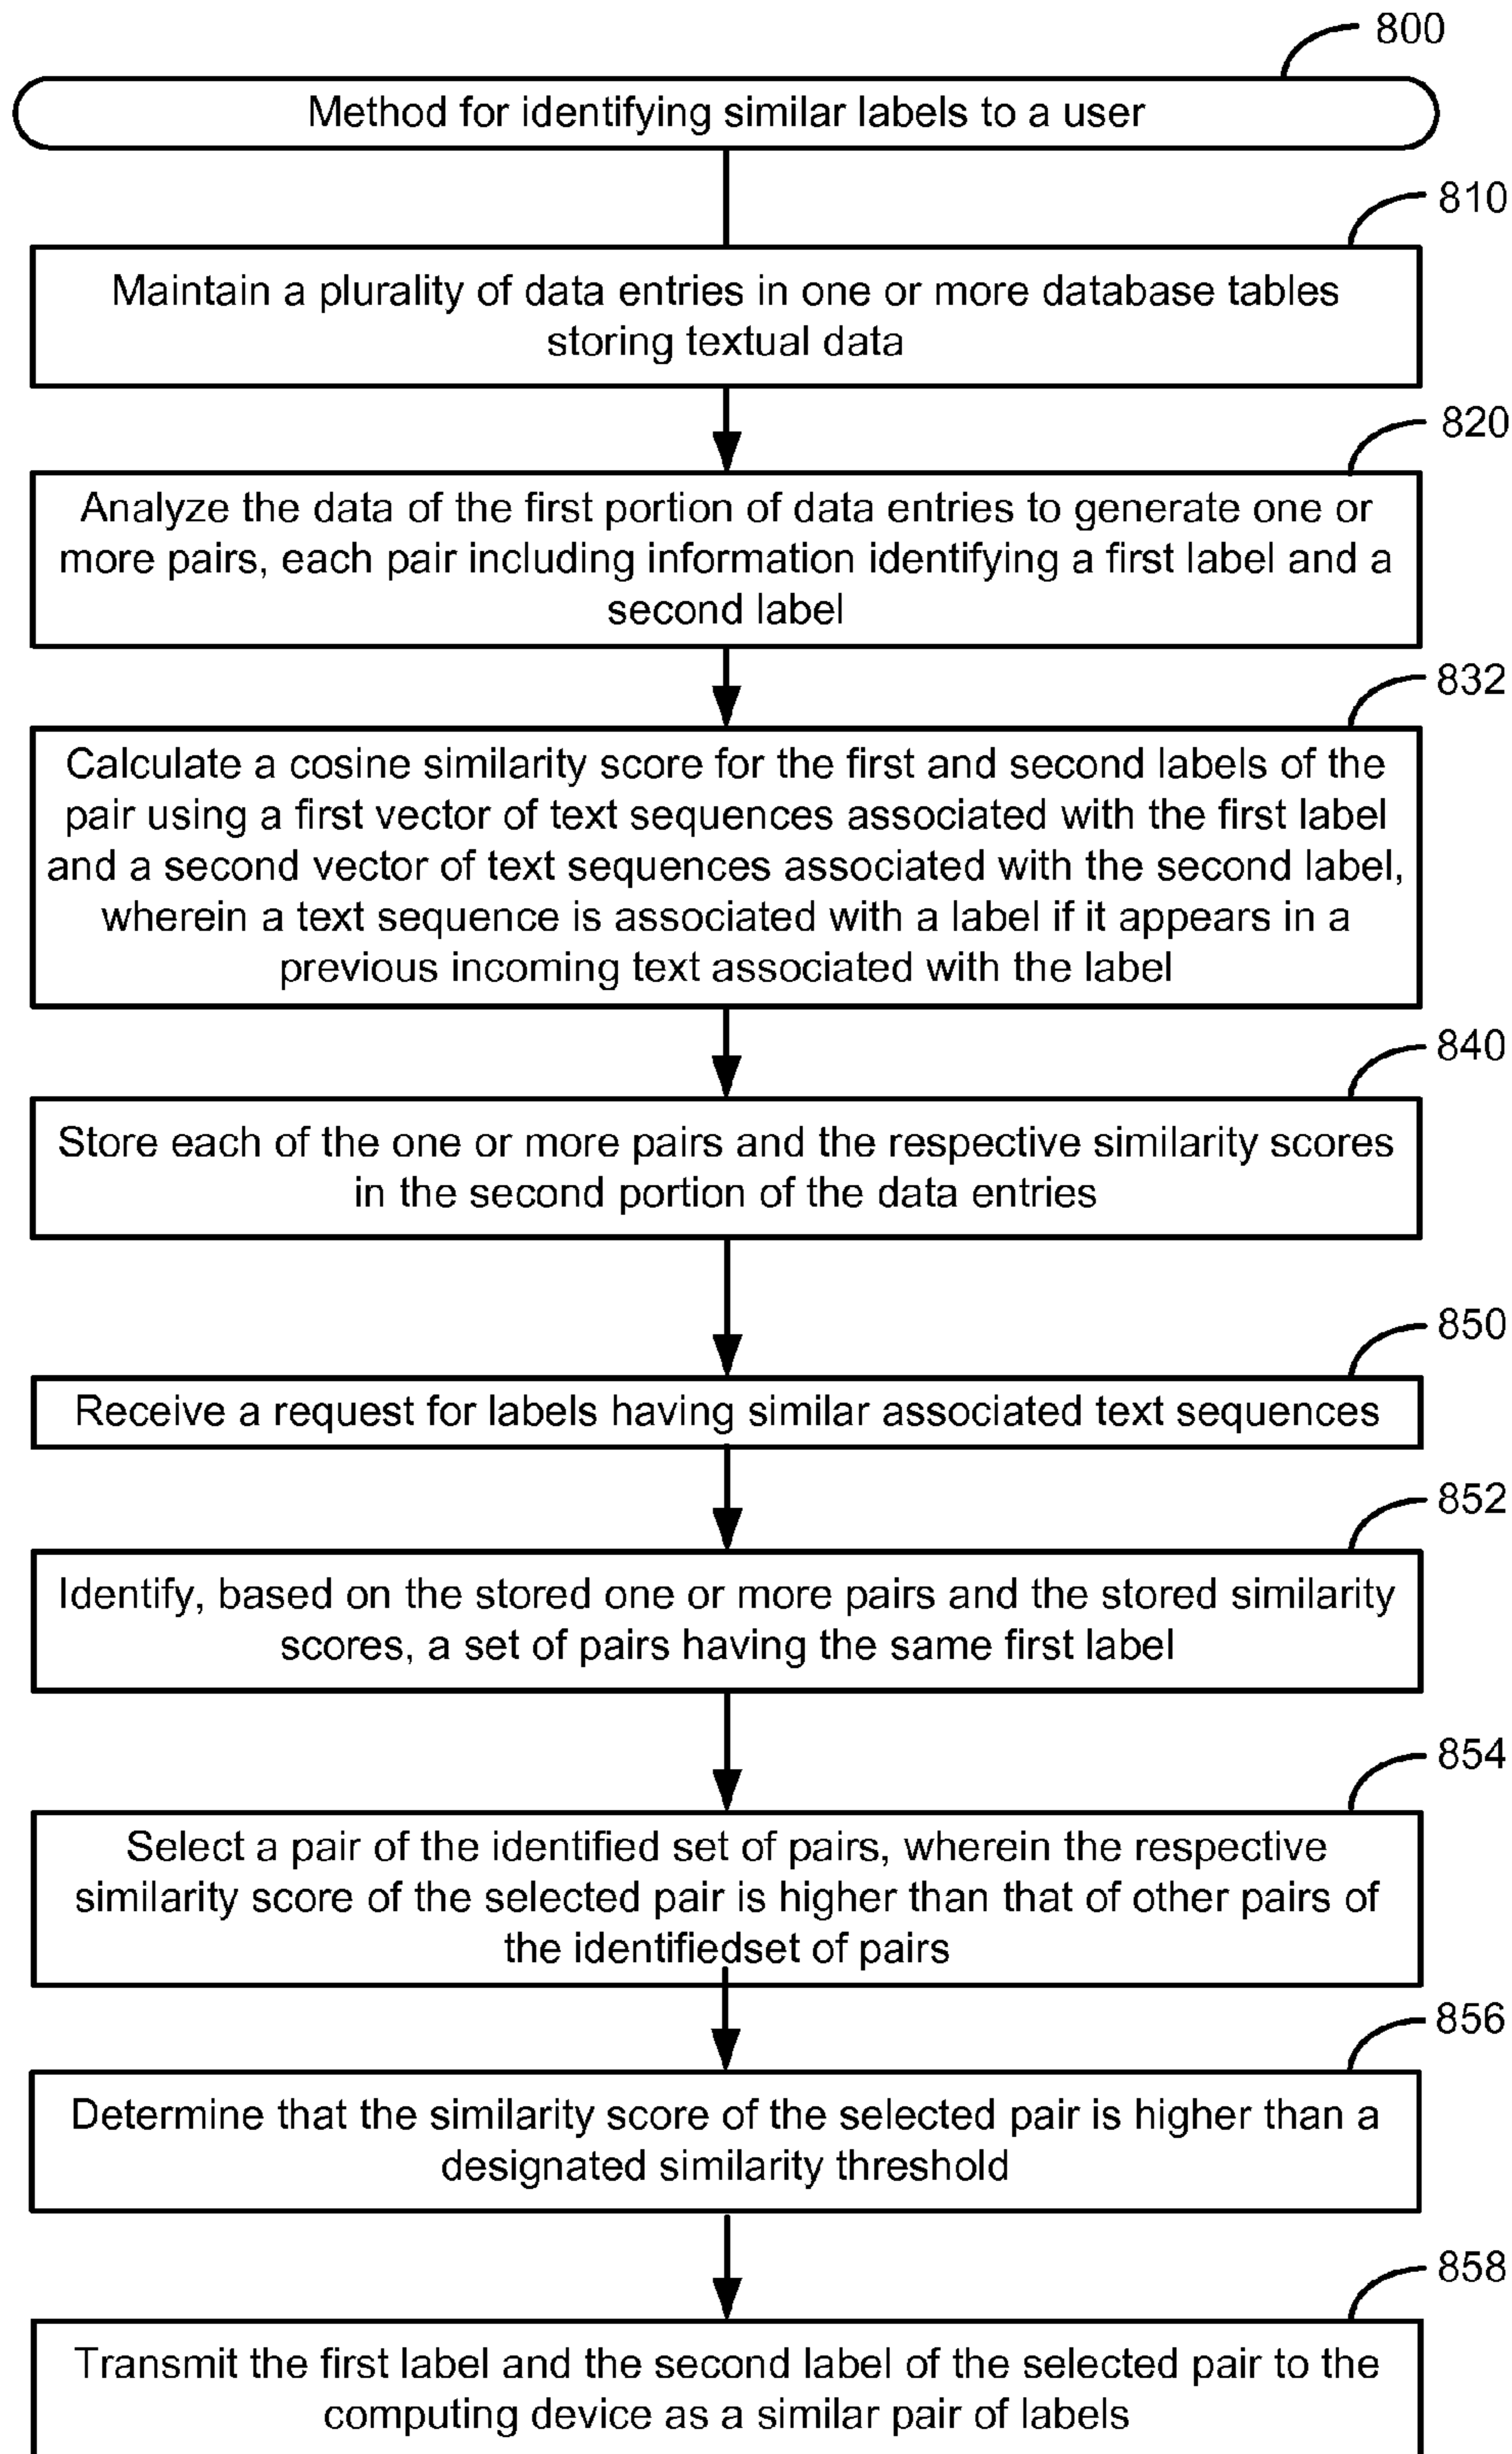 800
Method for identifying similar labels to a user
810
Maintain a plurality of data entries in one or more database tables
storing textual data
820
Analyze the data of the first portion of data entries to generate one or
more pairs, each pair including information identifying a first label and a
second label
832
Calculate a cosine similarity score for the first and second labels of the
pair using a first vector of text sequences associated with the first label
and a second vector of text sequences associated with the second label,
wherein a text sequence is associated with a label if it appears in a
previous incoming text associated with the label
840
Store each of the one or more pairs and the respective similarity scores
in the second portion of the data entries
850
Receive a request for labels having similar associated text sequences
852
Identify, based on the stored one or more pairs and the stored similarity
scores, a set of pairs having the same first label
854
Select a pair of the identified set of pairs, wherein the respective
similarity score of the selected pair is higher than that of other pairs of
the identifiedset of pairs
856
Determine that the similarity score of the selected pair is higher than a
designated similarity threshold
858
Transmit the first label and the second label of the selected pair to the
computing device as a similar pair of labels